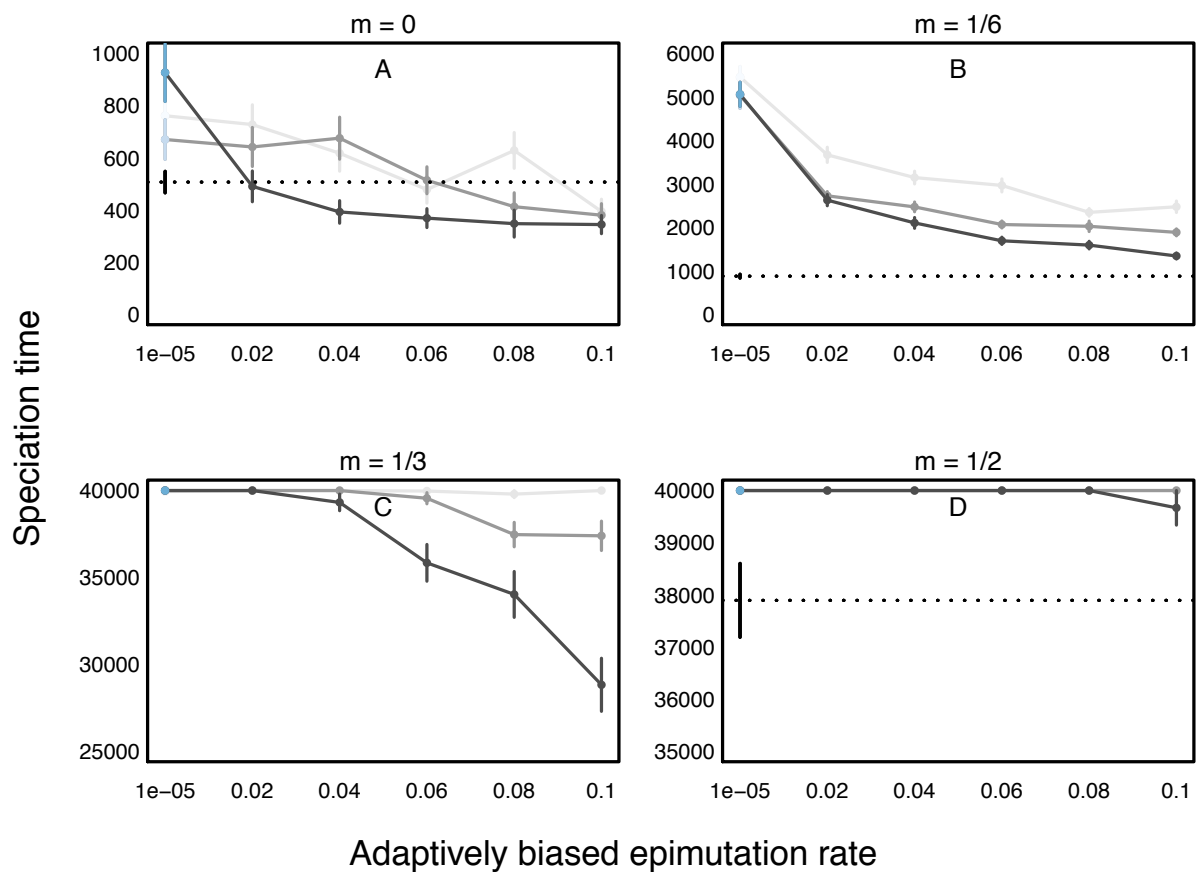 m = 0
1000
800
600
400
200
0
A
1e−05 0.02 0.04 0.06 0.08 0.1
m = 1/6
6000
5000
4000
3000
2000
1000
0
B
1e−05 0.02 0.04 0.06 0.08 0.1
Speciation time
m = 1/3
40000
35000
30000
25000
C
1e−05 0.02 0.04 0.06 0.08 0.1
m = 1/2
40000
39000
38000
37000
36000
35000
D
1e−05 0.02 0.04 0.06 0.08 0.1
Adaptively biased epimutation rate